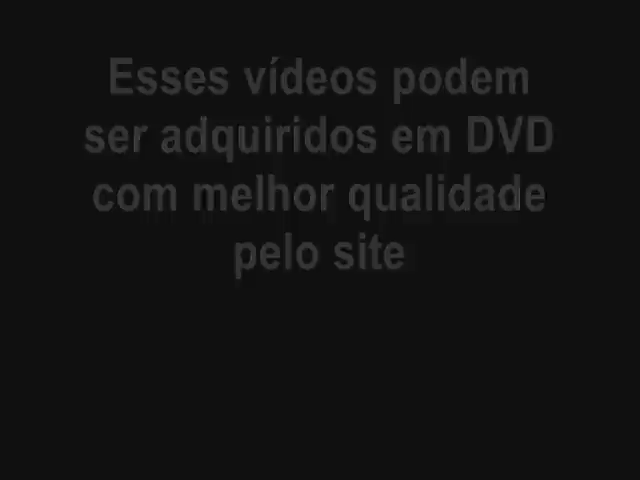 Esses vídeos podem
ser adquiridos em DVD
com melhor qualidade
pelo site